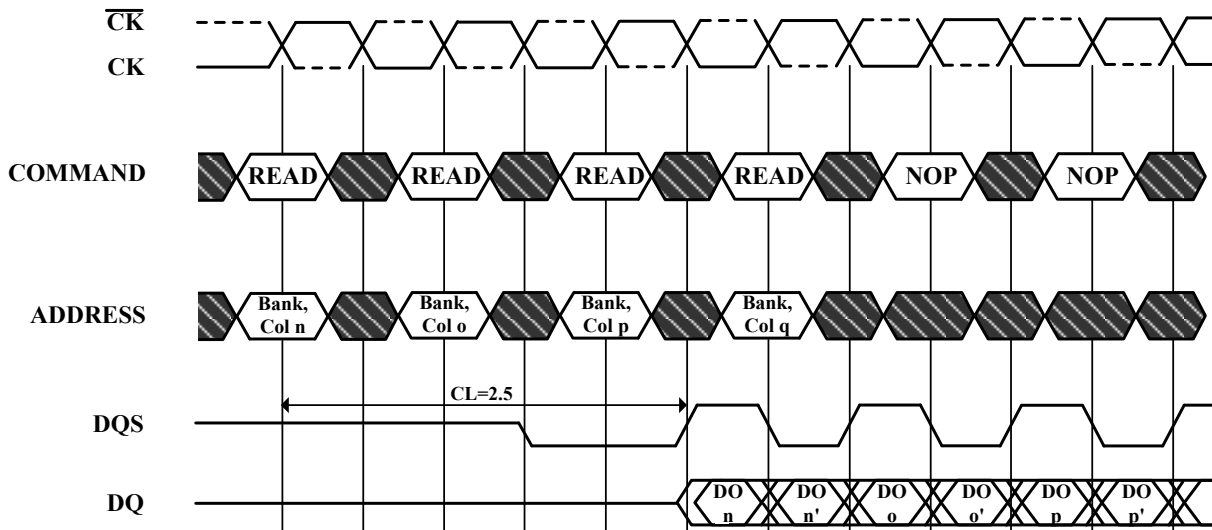 CK
CK
COMMAND
READ
READ
READ
READ
NOP
NOP
ADDRESS
Bank,
Col n
Bank,
Col o
Bank,
Col p
Bank,
Col q
CL=2.5
DQS
DQ
DO
n
DO
n'
DO
o
DO
o'
DO
p
DO
p'